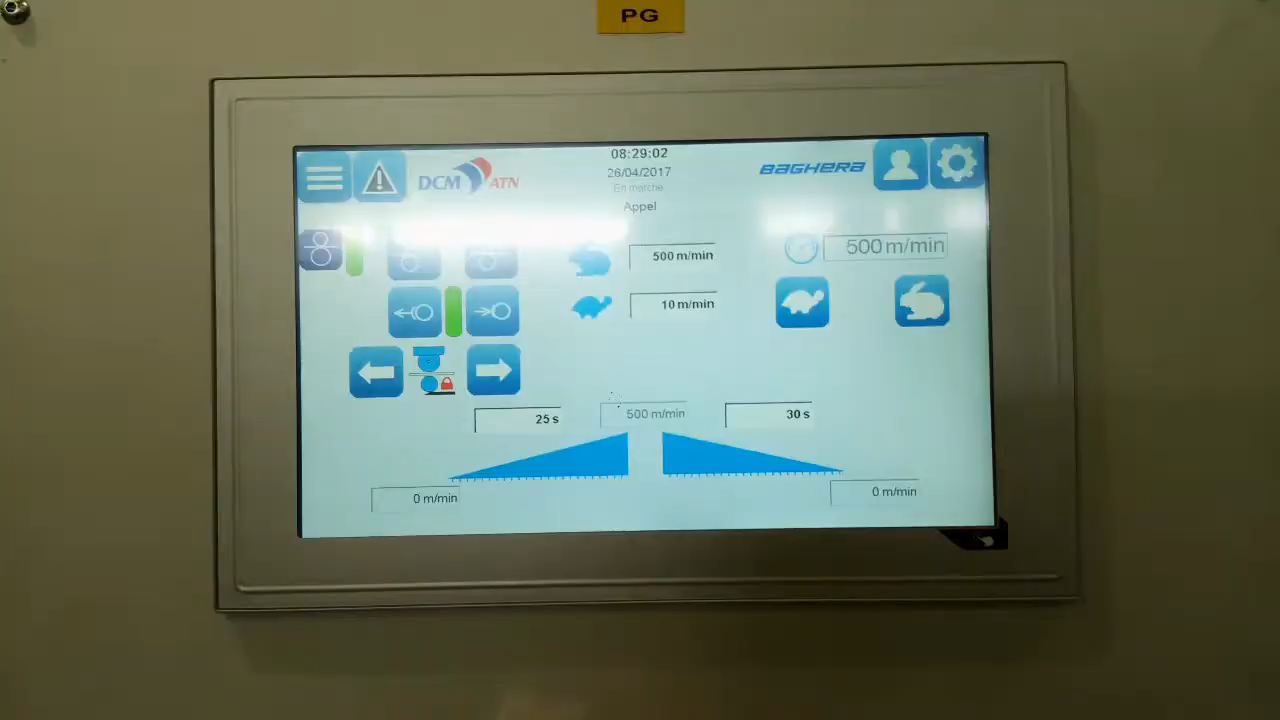 PG
DCM ATN
08:29:02
26/04/2017
En marche
Appel
BAGHERA
500 m/min
500 m/min
10 m/min
25 s
500 m/min
30 s
0 m/min
0 m/min